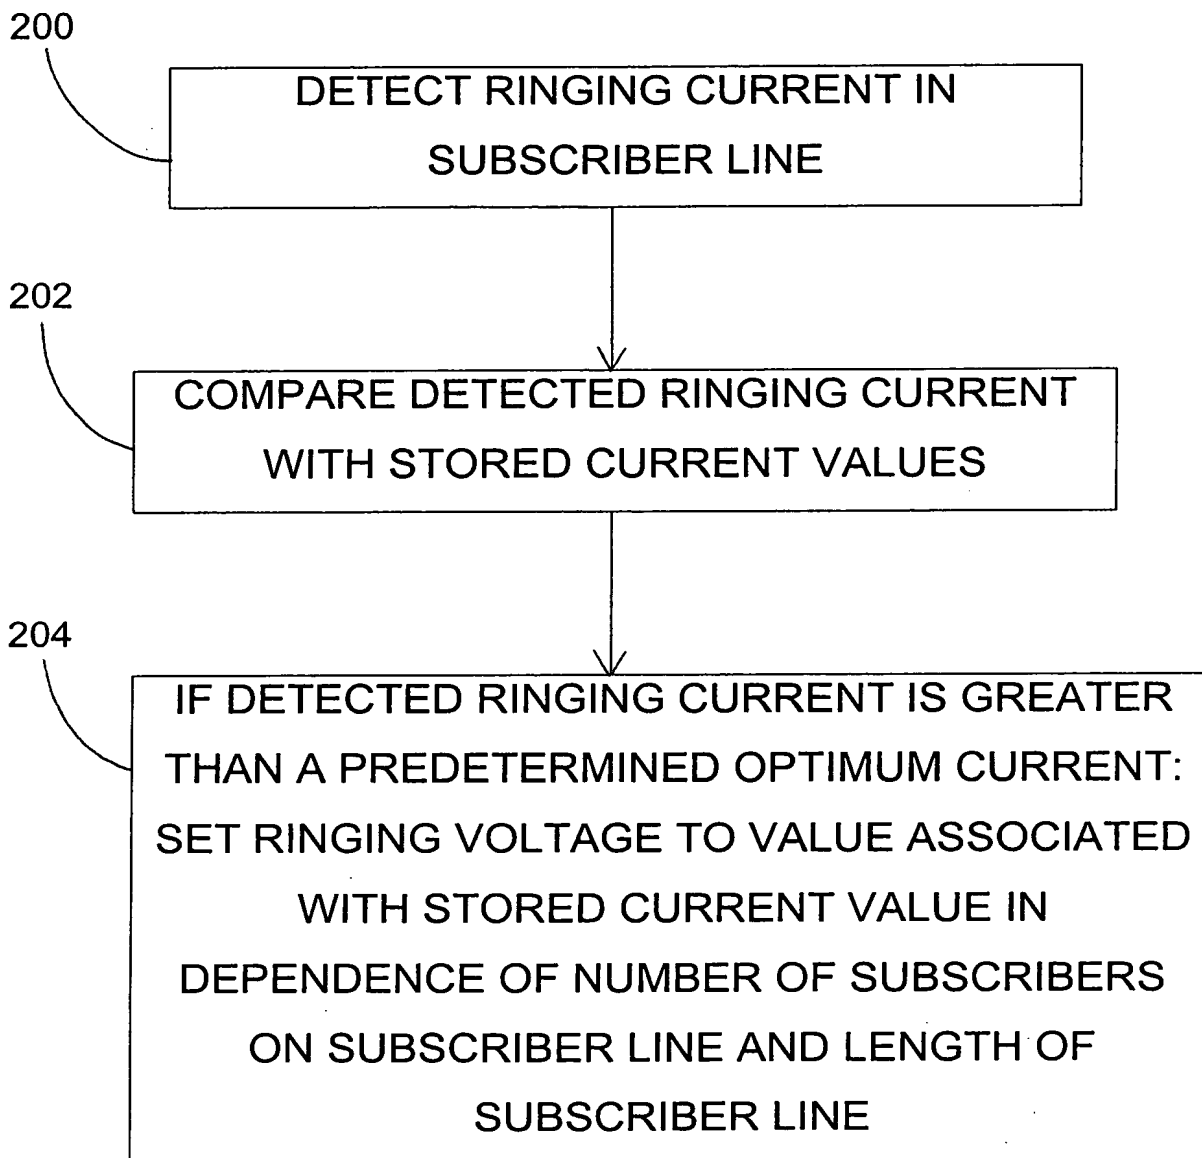 200
DETECT RINGING CURRENT IN
SUBSCRIBER LINE
202
COMPARE DETECTED RINGING CURRENT
WITH STORED CURRENT VALUES
204
IF DETECTED RINGING CURRENT IS GREATER
THAN A PREDETERMINED OPTIMUM CURRENT:
SET RINGING VOLTAGE TO VALUE ASSOCIATED
WITH STORED CURRENT VALUE IN
DEPENDENCE OF NUMBER OF SUBSCRIBERS
ON SUBSCRIBER LINE AND LENGTH OF
SUBSCRIBER LINE